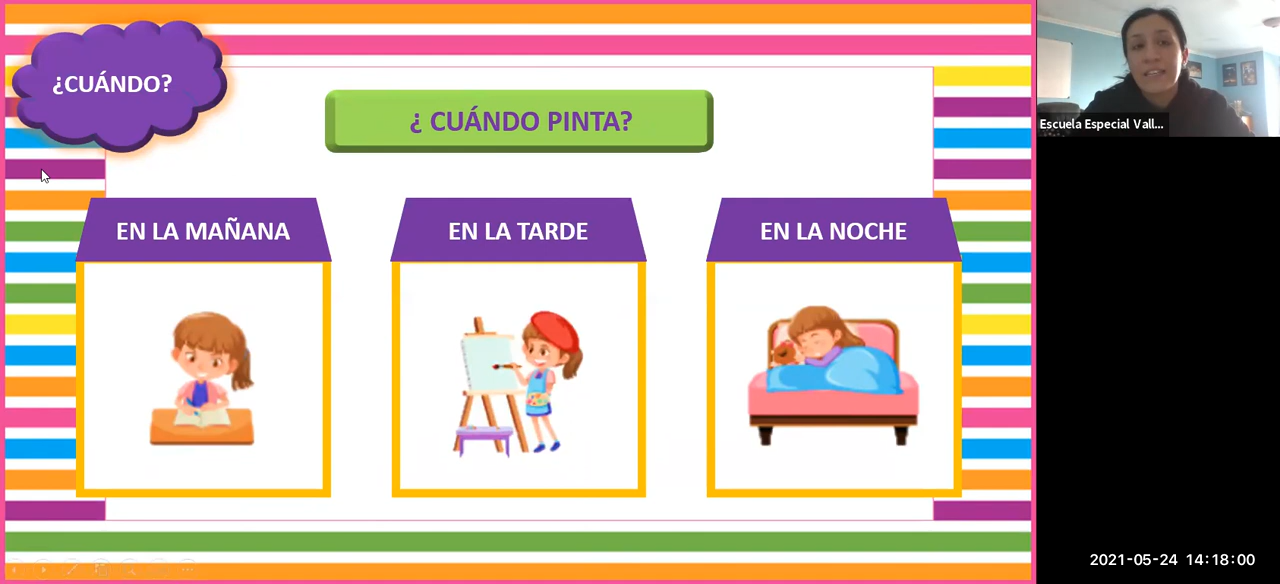 ¿CUÁNDO?
¿ CUÁNDO PINTA?
EN LA MAÑANA
EN LA TARDE
EN LA NOCHE
Escuela Especial Vall...
2021-05-24 14:18:00